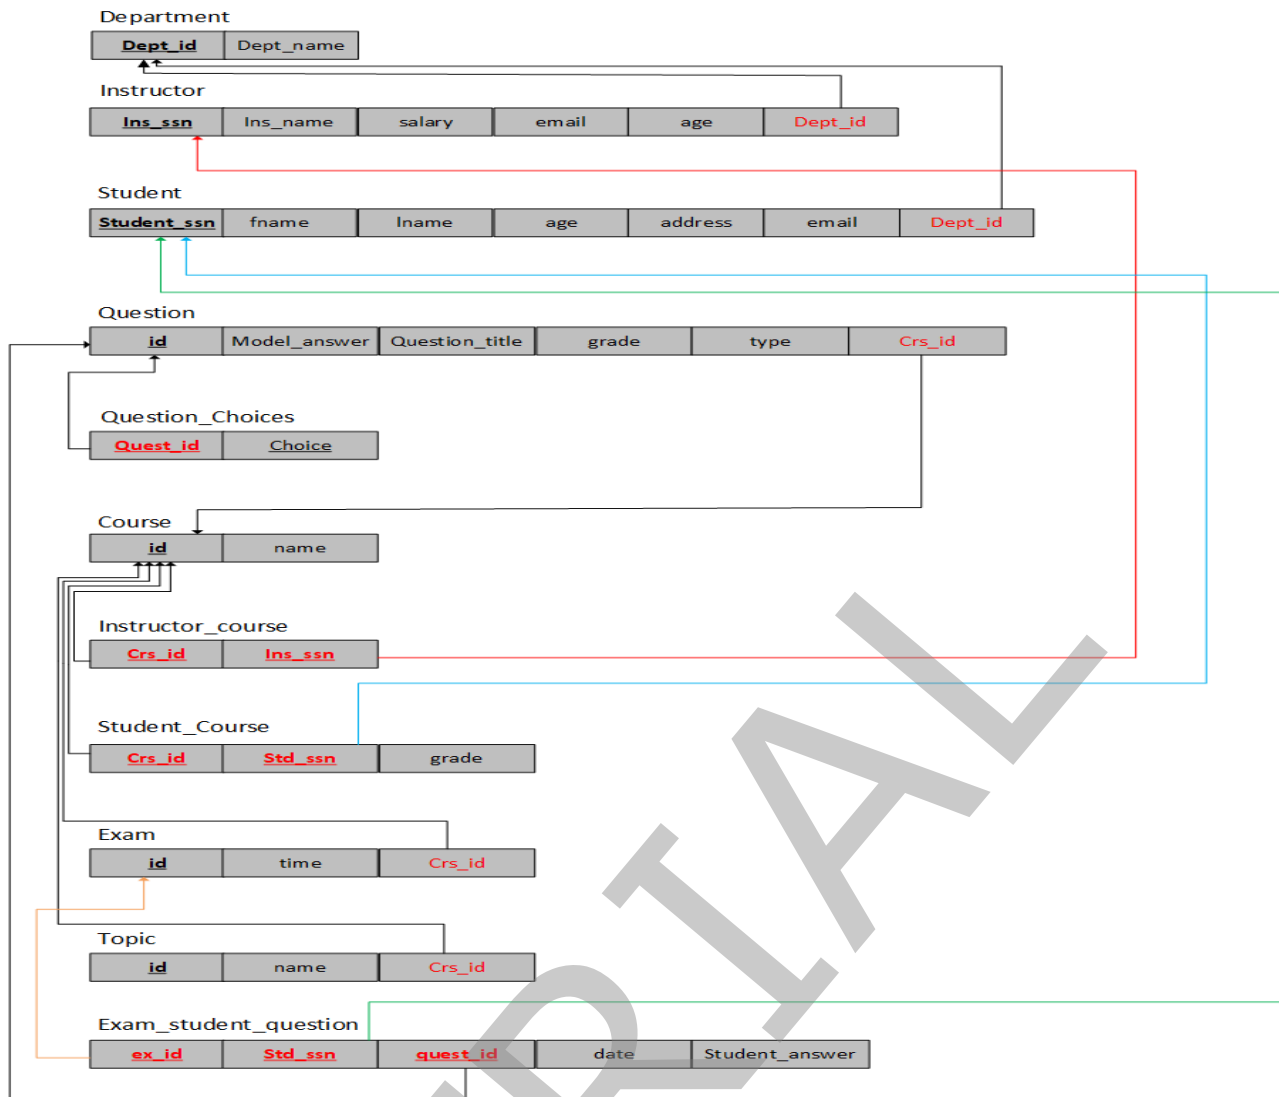 Department
Dept_id Dept_name
Instructor
Ins_ssn Ins_name salary email age Dept_id
Student
Student_ssn fname lname age address email Dept_id
Question
id Model_answer Question_title grade type Crs_id
Question_Choices
Quest_id Choice
Course
id name
Instructor_course
Crs_id Ins_ssn
Student_Course
Crs_id Std_ssn grade
Exam
id time Crs_id
Topic
id name Crs_id
Exam_student_question
ex_id Std_ssn quest_id date Student_answer
RIAL